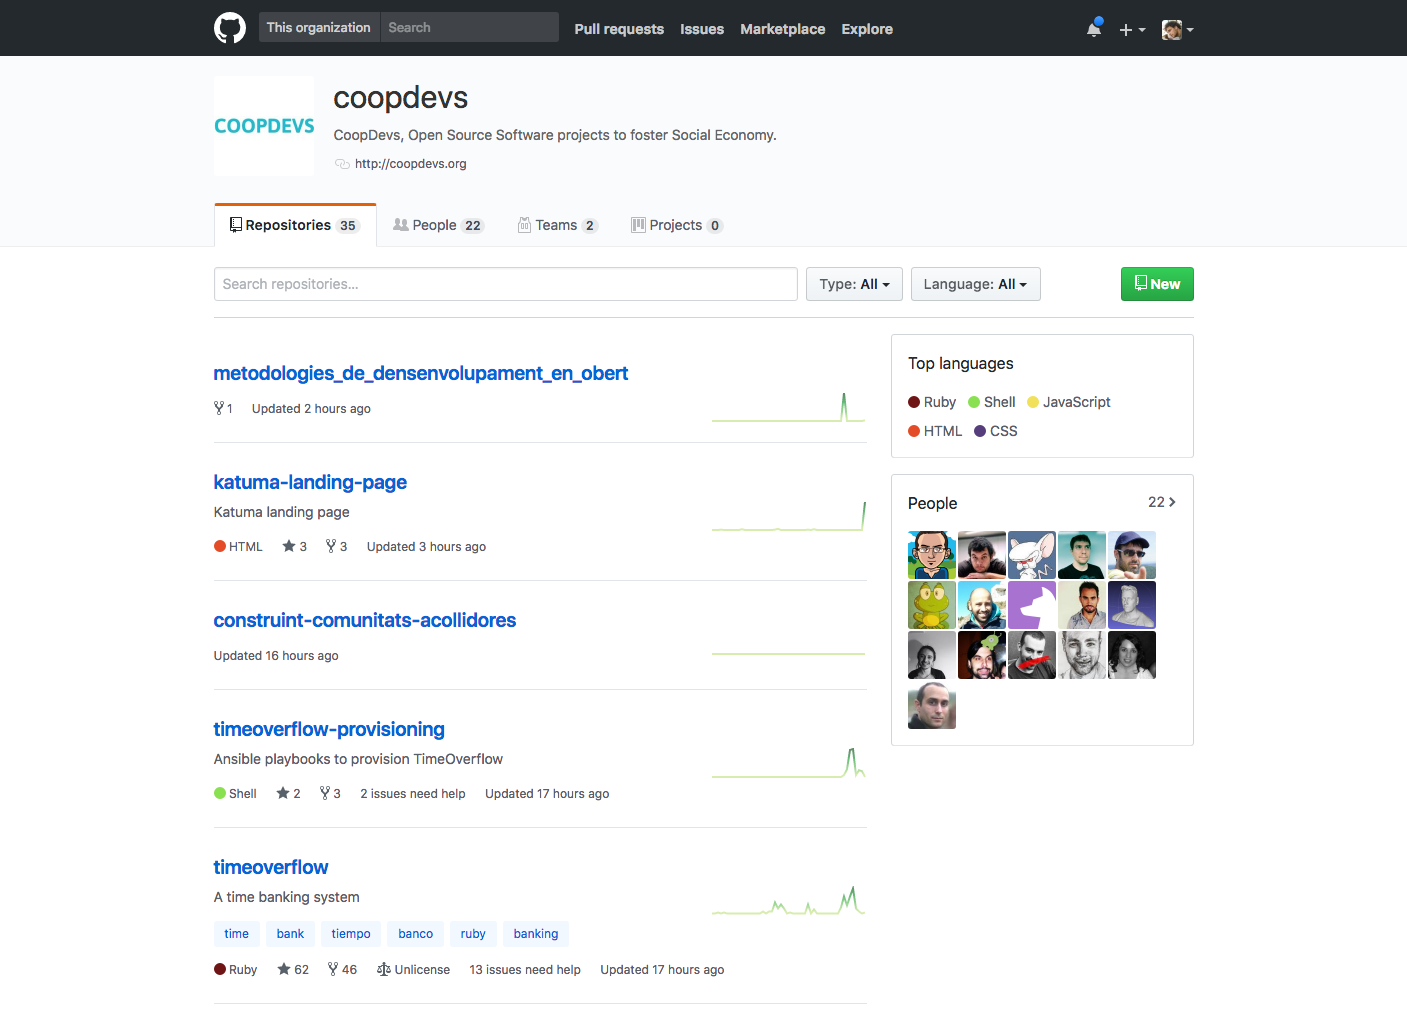 This organization Search Pull requests Issues Marketplace Explore
COOPDEVS
coopdevs
CoopDevs, Open Source Software projects to foster Social Economy.
http://coopdevs.org
Repositories 35 People 22 Teams 2 Projects 0
Search repositories... Type: All Language: All New
metodologies_de_densenvolupament_en_obert
1 Updated 2 hours ago
katuma-landing-page
Katuma landing page
HTML 3 3 Updated 3 hours ago
construint-comunitats-acollidores
Updated 16 hours ago
timeoverflow-provisioning
Ansible playbooks to provision TimeOverflow
Shell 2 3 2 issues need help Updated 17 hours ago
timeoverflow
A time banking system
time bank tiempo banco ruby banking
Ruby 62 46 Unlicense 13 issues need help Updated 17 hours ago
Top languages
Ruby Shell JavaScript
HTML CSS
People 22